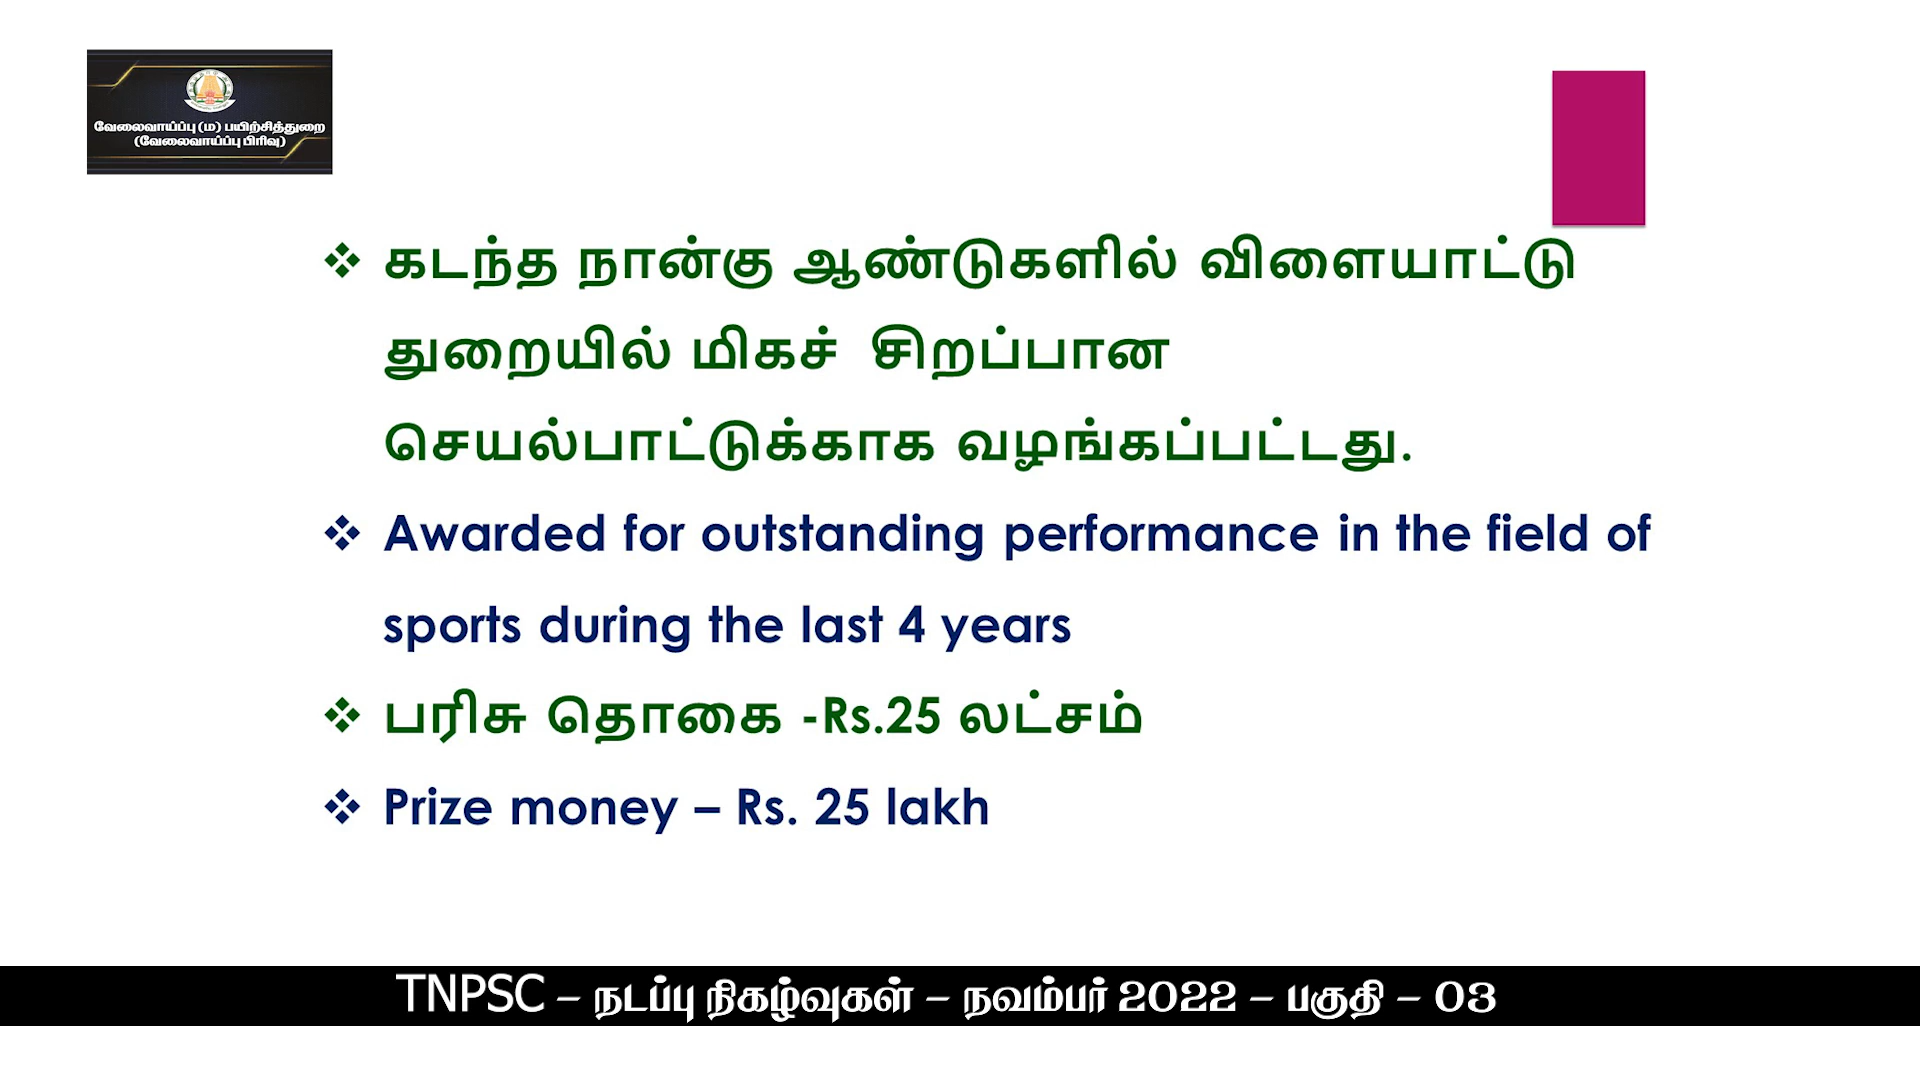 வேலைவாய்ப்பு (ம) பயிற்சித்துறை
(வேலைவாய்ப்பு பிரிவு)
❖ கடந்த நான்கு ஆண்டுகளில் விளையாட்டு
துறையில் மிகச் சிறப்பான
செயல்பாட்டுக்காக வழங்கப்பட்டது.
❖ Awarded for outstanding performance in the field of
sports during the last 4 years
❖ பரிசு தொகை -Rs.25 லட்சம்
❖ Prize money – Rs. 25 lakh
TNPSC – நடப்பு நிகழ்வுகள் – நவம்பர் 2022 – பகுதி – 03